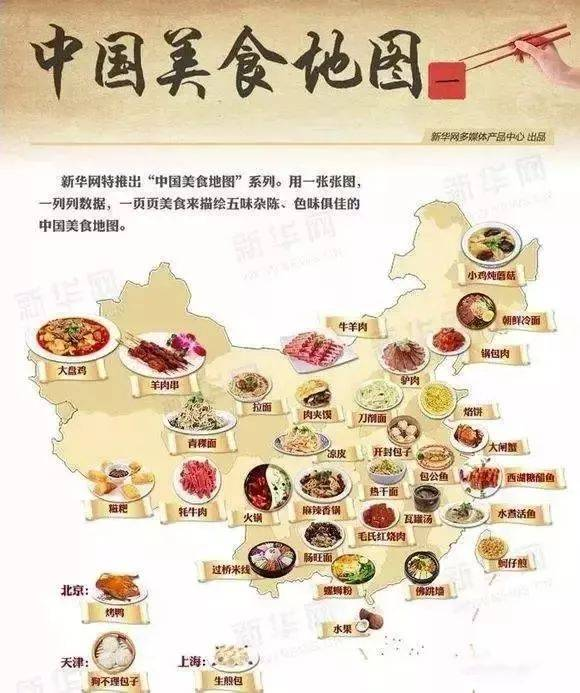 中国美食地图
一
新华网多媒体产品中心 出品
新华网特推出“中国美食地图”系列。用一张张图,
一列列数据,一页页美食来描绘五味杂陈、色味俱佳的
中国美食地图。
小鸡炖蘑菇
朝鲜冷面
牛羊肉
锅包肉
大盘鸡
羊肉串
驴肉
拉面
肉夹馍
刀削面
烙饼
青稞面
凉皮
开封包子
大闸蟹
包公鱼
西湖糖醋鱼
糍粑
牦牛肉
火锅
麻辣香锅
热干面
瓦罐汤
水煮活鱼
毛氏红烧肉
过桥米线
肠旺面
蚵仔煎
螺蛳粉
佛跳墙
北京:
烤鸭
水果
天津:
狗不理包子
上海:
生煎包
新华网
新华网
新华网